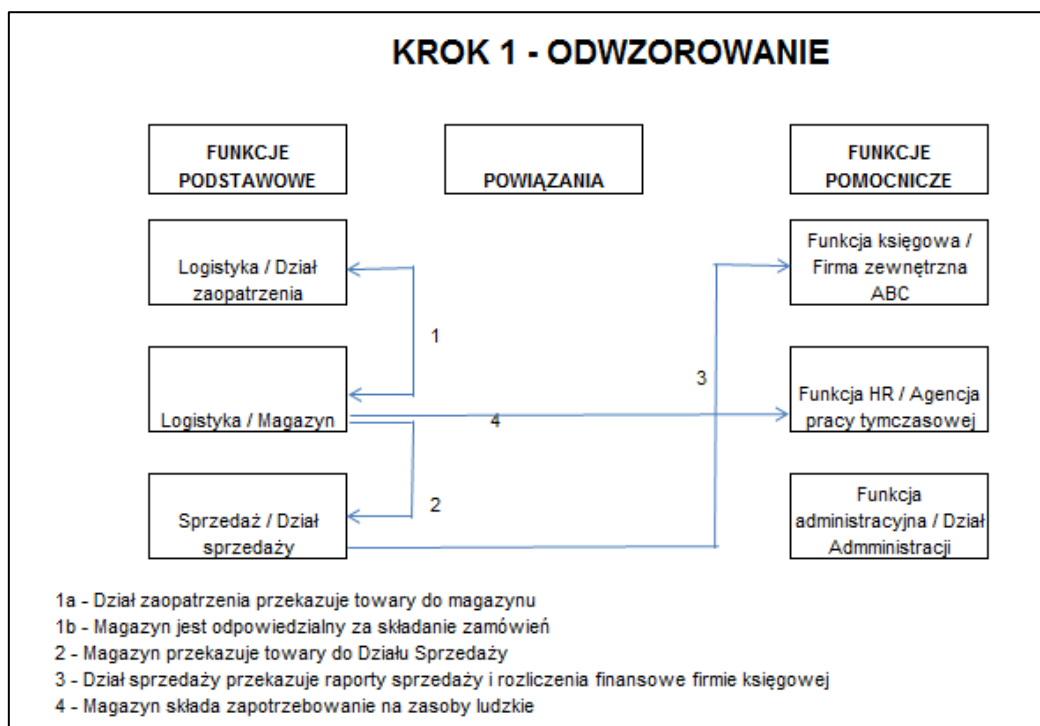 KROK 1 - ODWZOROWANIE
FUNKCJE
PODSTAWOWE
POWIĄZANIA
FUNKCJE
POMOCNICZE
Logistyka / Dział
zaopatrzenia
Funkcja księgowa /
Firma zewnętrzna
ABC
1
3
Logistyka / Magazyn
4
Funkcja HR / Agencja
pracy tymczasowej
2
Sprzedaż / Dział
sprzedaży
Funkcja
administracyjna / Dział
Admministracji
1a - Dział zaopatrzenia przekazuje towary do magazynu
1b - Magazyn jest odpowiedzialny za składanie zamówień
2 - Magazyn przekazuje towary do Działu Sprzedaży
3 - Dział sprzedaży przekazuje raporty sprzedaży i rozliczenia finansowe firmie księgowej
4 - Magazyn składa zapotrzebowanie na zasoby ludzkie